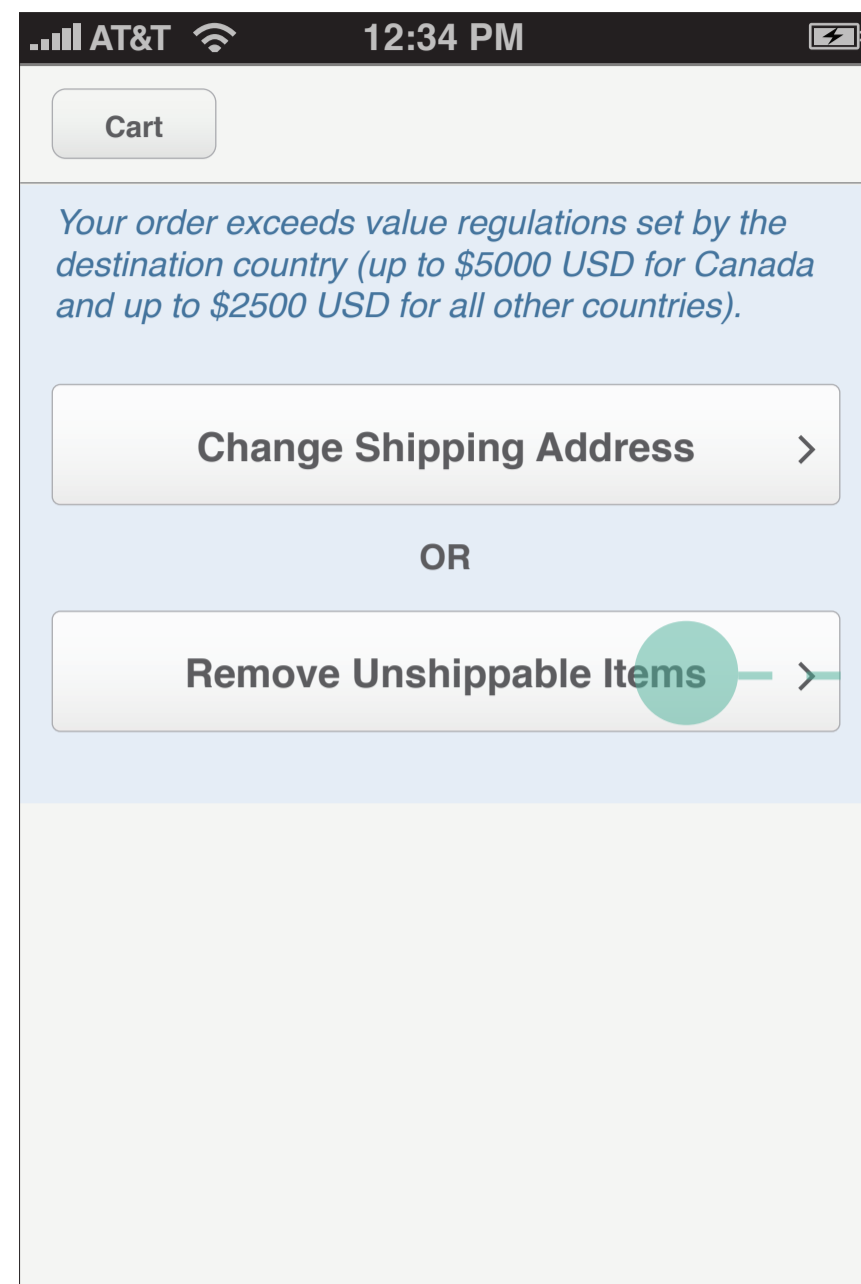 AT&T 12:34 PM
Cart
Your order exceeds value regulations set by the
destination country (up to $5000 USD for Canada
and up to $2500 USD for all other countries).
Change Shipping Address
OR
Remove Unshippable Items